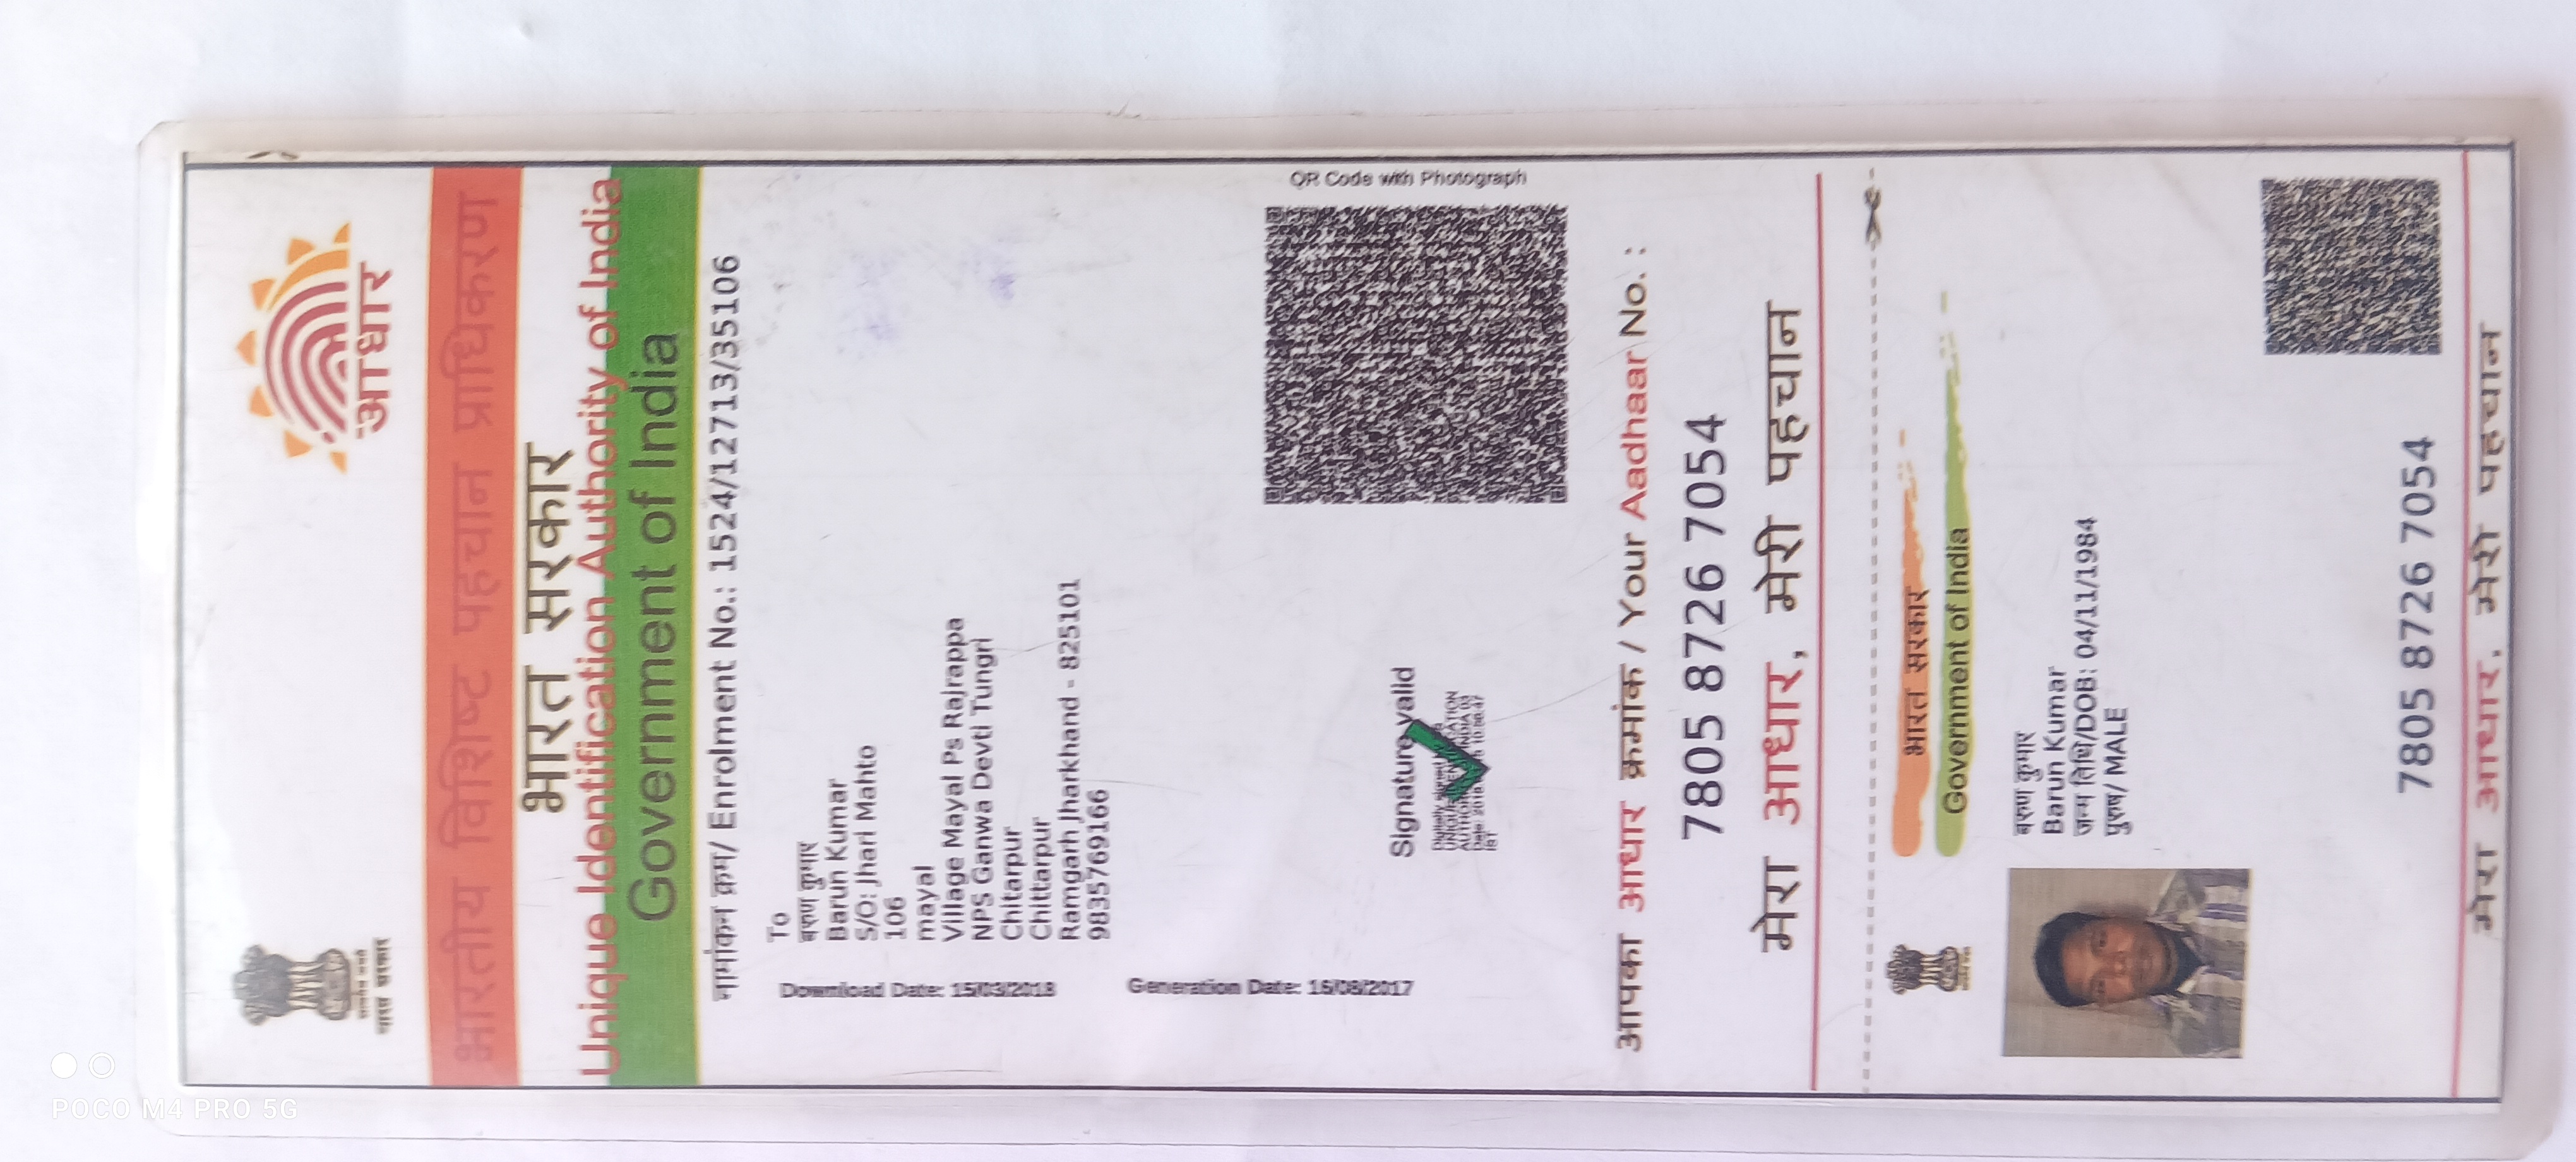 भारत सरकार
आधार
भारतीय विशिष्ट पहचान प्राधिकरण
भारत सरकार
Unique Identification Authority of India
Government of India
नामांकन क्रम/ Enrolment No.: 1524/12713/35106
To
बरुण कुमार
Barun Kumar
S/O: Jhari Mahto
106
mayal
Village Mayal Ps Rajrappa
NPS Ganwa Devti Tungri
Chitarpur
Chittarpur
Ramgarh Jharkhand - 825101
9835769166
Download Date: 15/03/2018
Generation Date: 16/08/2017
QR Code with Photograph
Signature valid
आपका आधार क्रमांक / Your Aadhaar No. :
7805 8726 7054
मेरा आधार, मेरी पहचान
भारत सरकार
Government of India
बरुण कुमार
Barun Kumar
जन्म तिथि/DOB: 04/11/1984
पुरुष/ MALE
7805 8726 7054
मेरा आधार, मेरी पहचान
POCO M4 PRO 5G